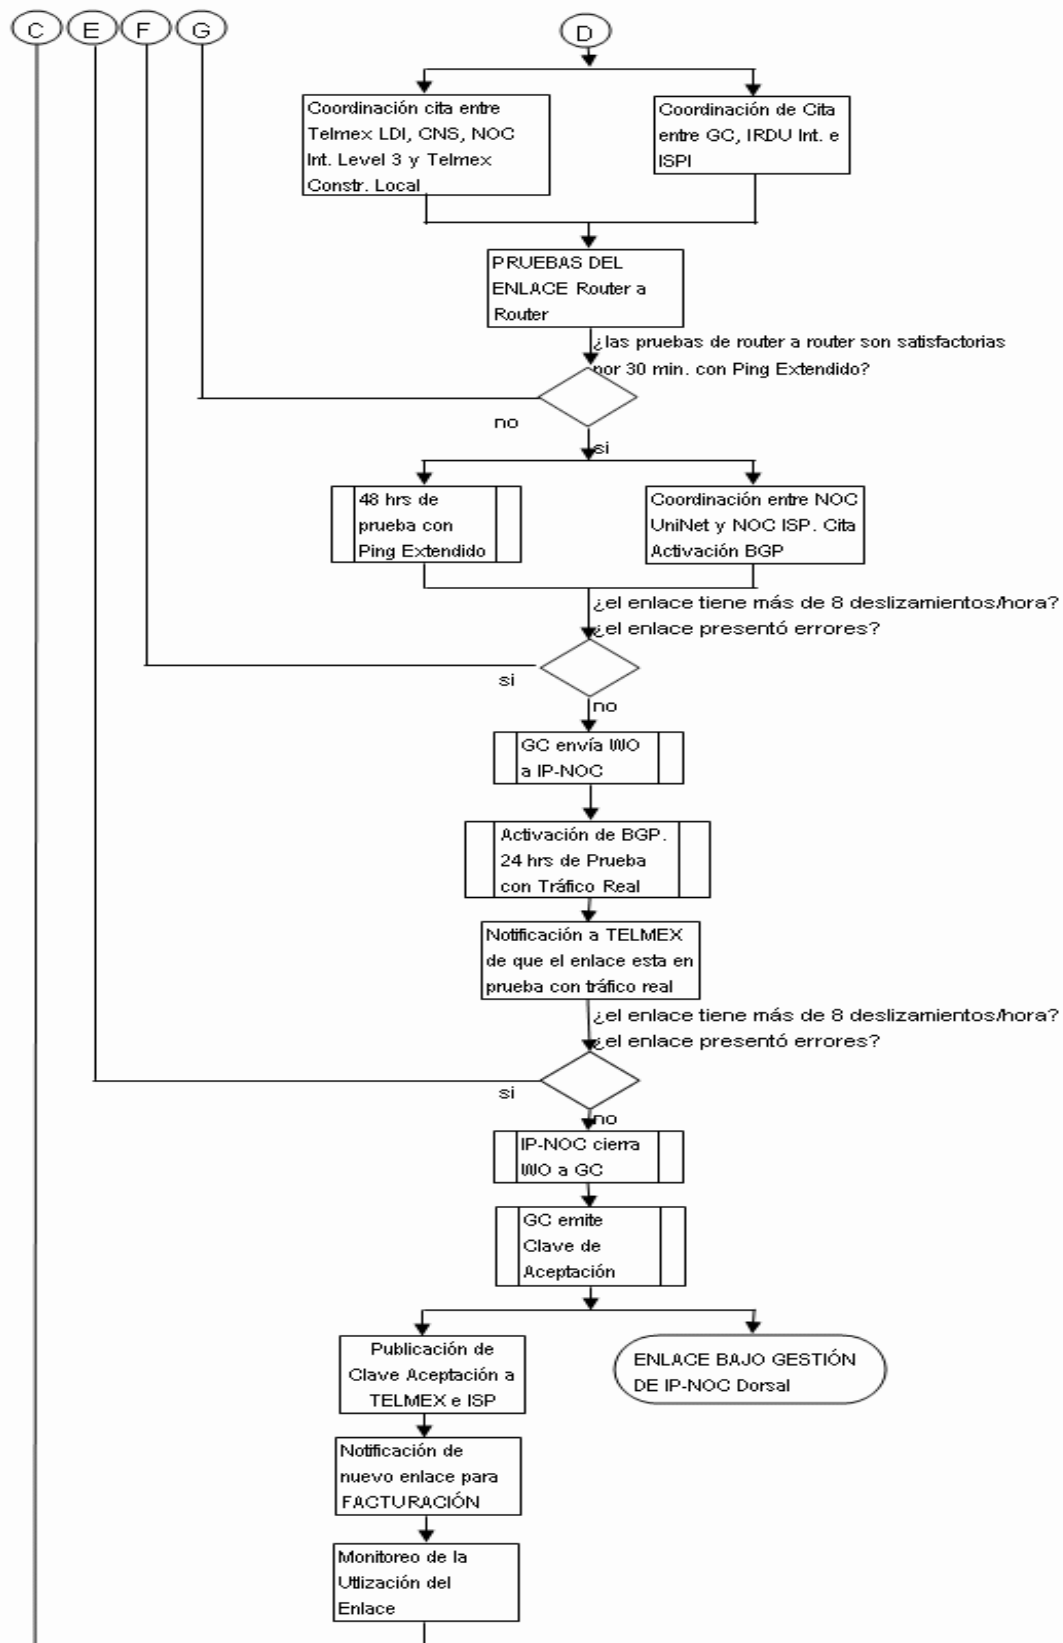 C E F G D
Coordinación cita entre
Telmex LDI, CNS, NOC
Int. Level 3 y Telmex
Constr. Local
Coordinación de Cita
entre GC, IRDU Int. e
ISPI
PRUEBAS DEL
ENLACE Router a
Router
¿las pruebas de router a router son satisfactorias
por 30 min. con Ping Extendido?
no
si
48 hrs de
prueba con
Ping Extendido
Coordinación entre NOC
UniNet y NOC ISP. Cita
Activación BGP
¿el enlace tiene más de 8 deslizamientos/hora?
¿el enlace presentó errores?
si
no
GC envía WO
a IP-NOC
Activación de BGP.
24 hrs de Prueba
con Tráfico Real
Notificación a TELMEX
de que el enlace esta en
prueba con tráfico real
¿el enlace tiene más de 8 deslizamientos/hora?
¿el enlace presentó errores?
si
no
IP-NOC cierra
WO a GC
GC emite
Clave de
Aceptación
Publicación de
Clave Aceptación a
TELMEX e ISP
ENLACE BAJO GESTIÓN
DE IP-NOC Dorsal
Notificación de
nuevo enlace para
FACTURACIÓN
Monitoreo de la
Utlización del
Enlace